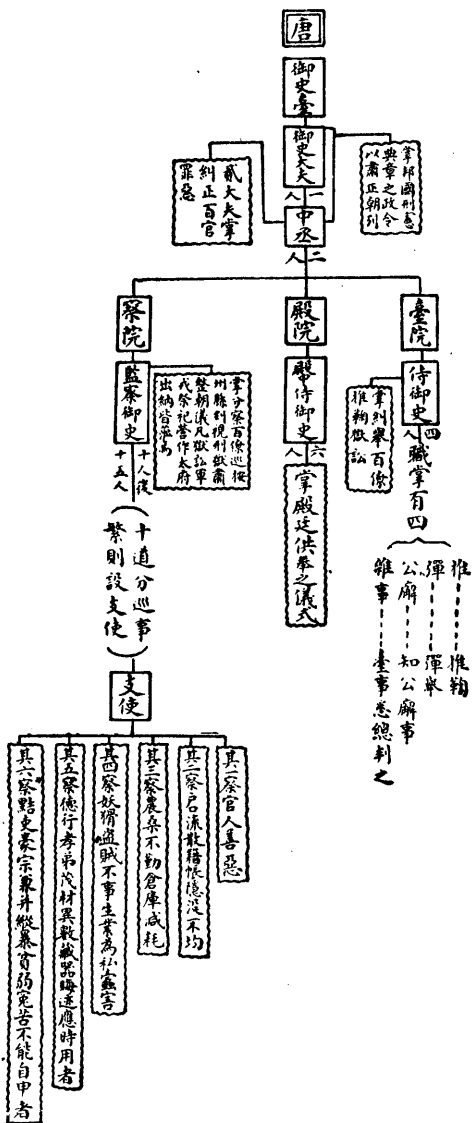 唐
御史臺
御史大夫
一人
掌邦國刑憲
典章之政令
以肅正朝列
中丞
二人
貳大夫掌
糾正百官
罪惡
臺院
侍御史
四人
掌糾舉百僚
推鞫獄訟
職掌有四
推……推鞫
彈……彈舉
公廨……知公廨事
雜事……臺事悉總判之
殿院
殿侍御史
六人
掌殿廷供奉之儀式
察院
監察御史
十人後
十五人
掌分察百僚巡按
州縣刑獄肅
整朝儀凡獄訟軍
戎祭祀營作太府
出納皆蒞焉
十道分巡事
繁則設支使
支使
其一察官人善惡
其二察户流散籍帳隱沒不均
其三察農桑不勤倉庫減耗
其四察妖猾盜賊不事生業為私蠹害
其五察德行孝弟茂材異數藏器晦迹應時用者
其六察黠吏豪宗兼并縱暴貧弱冤苦不能自申者